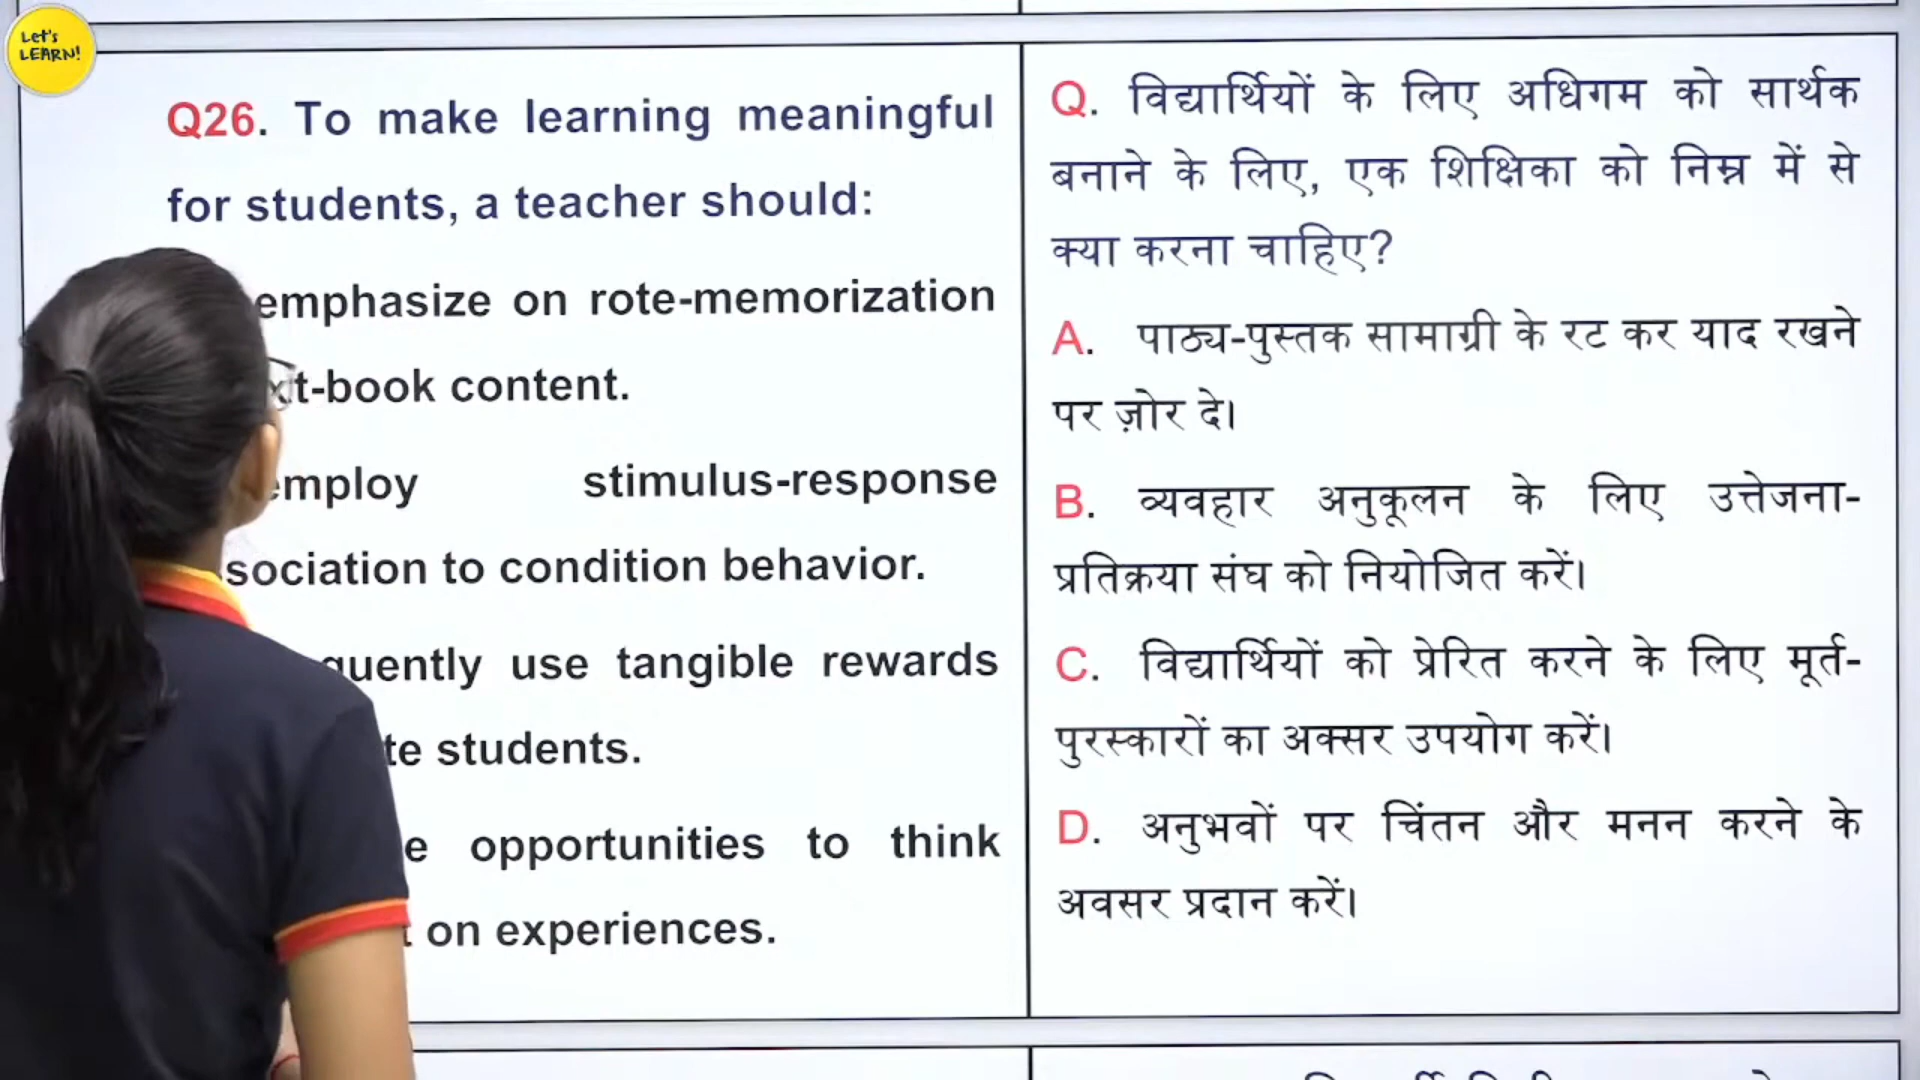 Let's
LEARN!
Q26. To make learning meaningful
for students, a teacher should:
emphasize on rote-memorization
t-book content.
mploy stimulus-response
sociation to condition behavior.
quently use tangible rewards
te students.
e opportunities to think
on experiences.
Q. विद्यार्थियों के लिए अधिगम को सार्थक
बनाने के लिए, एक शिक्षिका को निम्न में से
क्या करना चाहिए?
A. पाठ्य-पुस्तक सामाग्री के रट कर याद रखने
पर ज़ोर दे।
B. व्यवहार अनुकूलन के लिए उत्तेजना-
प्रतिक्रया संघ को नियोजित करें।
C. विद्यार्थियों को प्रेरित करने के लिए मूर्त-
पुरस्कारों का अक्सर उपयोग करें।
D. अनुभवों पर चिंतन और मनन करने के
अवसर प्रदान करें।